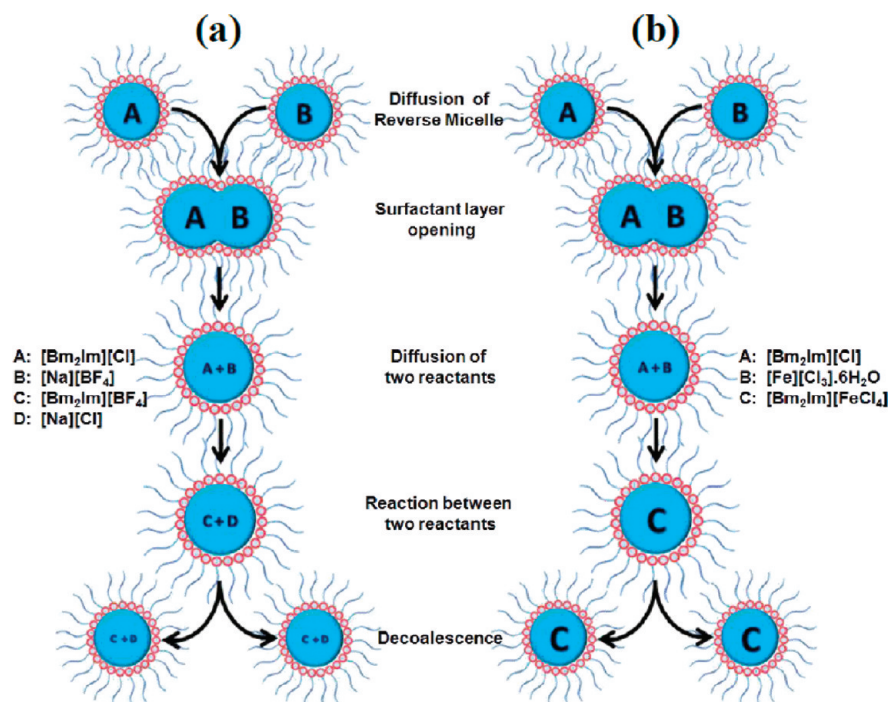 (a)
(b)
A
B
Diffusion of
Reverse Micelle
A
B
A B
Surfactant layer
opening
A B
A: [Bm₂Im][Cl]
B: [Na][BF₄]
C: [Bm₂Im][BF₄]
D: [Na][Cl]
A+B
Diffusion of
two reactants
A+B
A: [Bm₂Im][Cl]
B: [Fe][Cl₃].6H₂O
C: [Bm₂Im][FeCl₄]
C+D
Reaction between
two reactants
C
C+D
C+D
Decoalescence
C
C